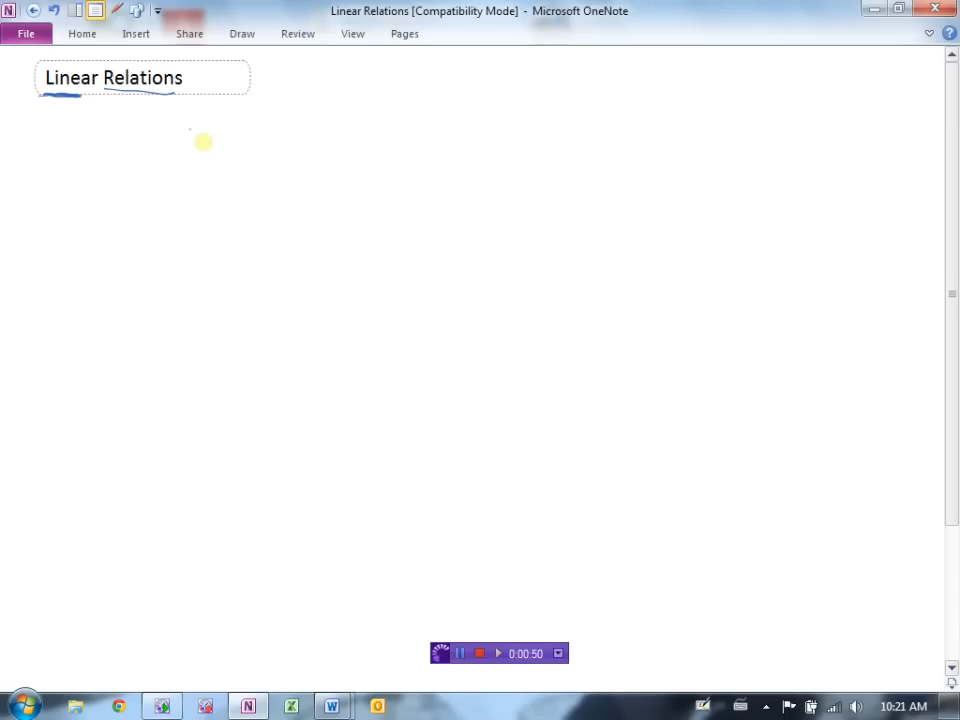 Linear Relations [Compatibility Mode] - Microsoft OneNote
File Home Insert Share Draw Review View Pages
Linear Relations
0:00:50
10:21 AM